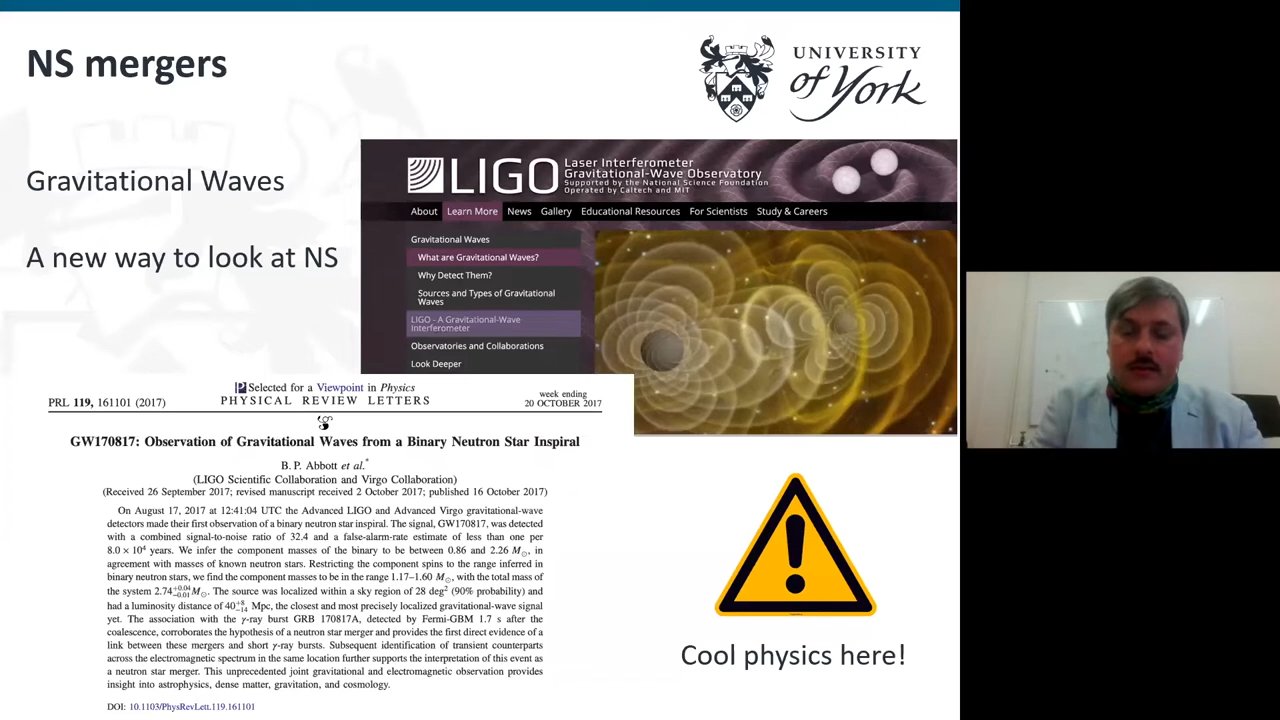 NS mergers
UNIVERSITY
of York
Gravitational Waves
A new way to look at NS
LIGO
Laser Interferometer
Gravitational-Wave Observatory
Supported by the National Science Foundation
Operated by Caltech and MIT
About Learn More News Gallery Educational Resources For Scientists Study & Careers
Gravitational Waves
What are Gravitational Waves?
Why Detect Them?
Sources and Types of Gravitational
Waves
LIGO - A Gravitational-Wave
Interferometer
Observatories and Collaborations
Look Deeper
Selected for a Viewpoint in Physics
PRL 119, 161101 (2017)
PHYSICAL REVIEW LETTERS
week ending
20 OCTOBER 2017
GW170817: Observation of Gravitational Waves from a Binary Neutron Star Inspiral
B. P. Abbott et al.*
(LIGO Scientific Collaboration and Virgo Collaboration)
(Received 26 September 2017; revised manuscript received 2 October 2017; published 16 October 2017)
On August 17, 2017 at 12:41:04 UTC the Advanced LIGO and Advanced Virgo gravitational-wave
detectors made their first observation of a binary neutron star inspiral. The signal, GW170817, was detected
with a combined signal-to-noise ratio of 32.4 and a false-alarm-rate estimate of less than one per
8.0 × 10⁴ years. We infer the component masses of the binary to be between 0.86 and 2.26 M⊙, in
agreement with masses of known neutron stars. Restricting the component spins to the range inferred in
binary neutron stars, we find the component masses to be in the range 1.17–1.60 M⊙, with the total mass of
the system 2.74+0.04−0.01M⊙. The source was localized within a sky region of 28 deg² (90% probability) and
had a luminosity distance of 40+8−14 Mpc, the closest and most precisely localized gravitational-wave signal
yet. The association with the γ-ray burst GRB 170817A, detected by Fermi-GBM 1.7 s after the
coalescence, corroborates the hypothesis of a neutron star merger and provides the first direct evidence of a
link between these mergers and short γ-ray bursts. Subsequent identification of transient counterparts
across the electromagnetic spectrum in the same location further supports the interpretation of this event as
a neutron star merger. This unprecedented joint gravitational and electromagnetic observation provides
insight into astrophysics, dense matter, gravitation, and cosmology.
DOI: 10.1103/PhysRevLett.119.161101
!
Cool physics here!